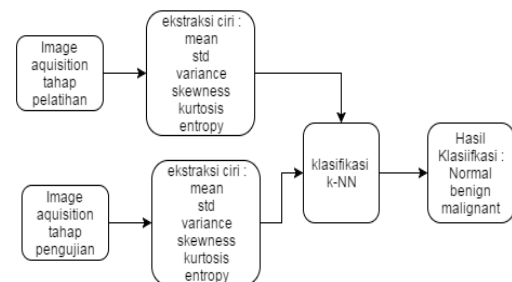 Image
aquisition
tahap
pelatihan
ekstraksi ciri :
mean
std
variance
skewness
kurtosis
entropy
Image
aquisition
tahap
pengujian
ekstraksi ciri :
mean
std
variance
skewness
kurtosis
entropy
klasifikasi
k-NN
Hasil
Klasiifkasi :
Normal
benign
malignant